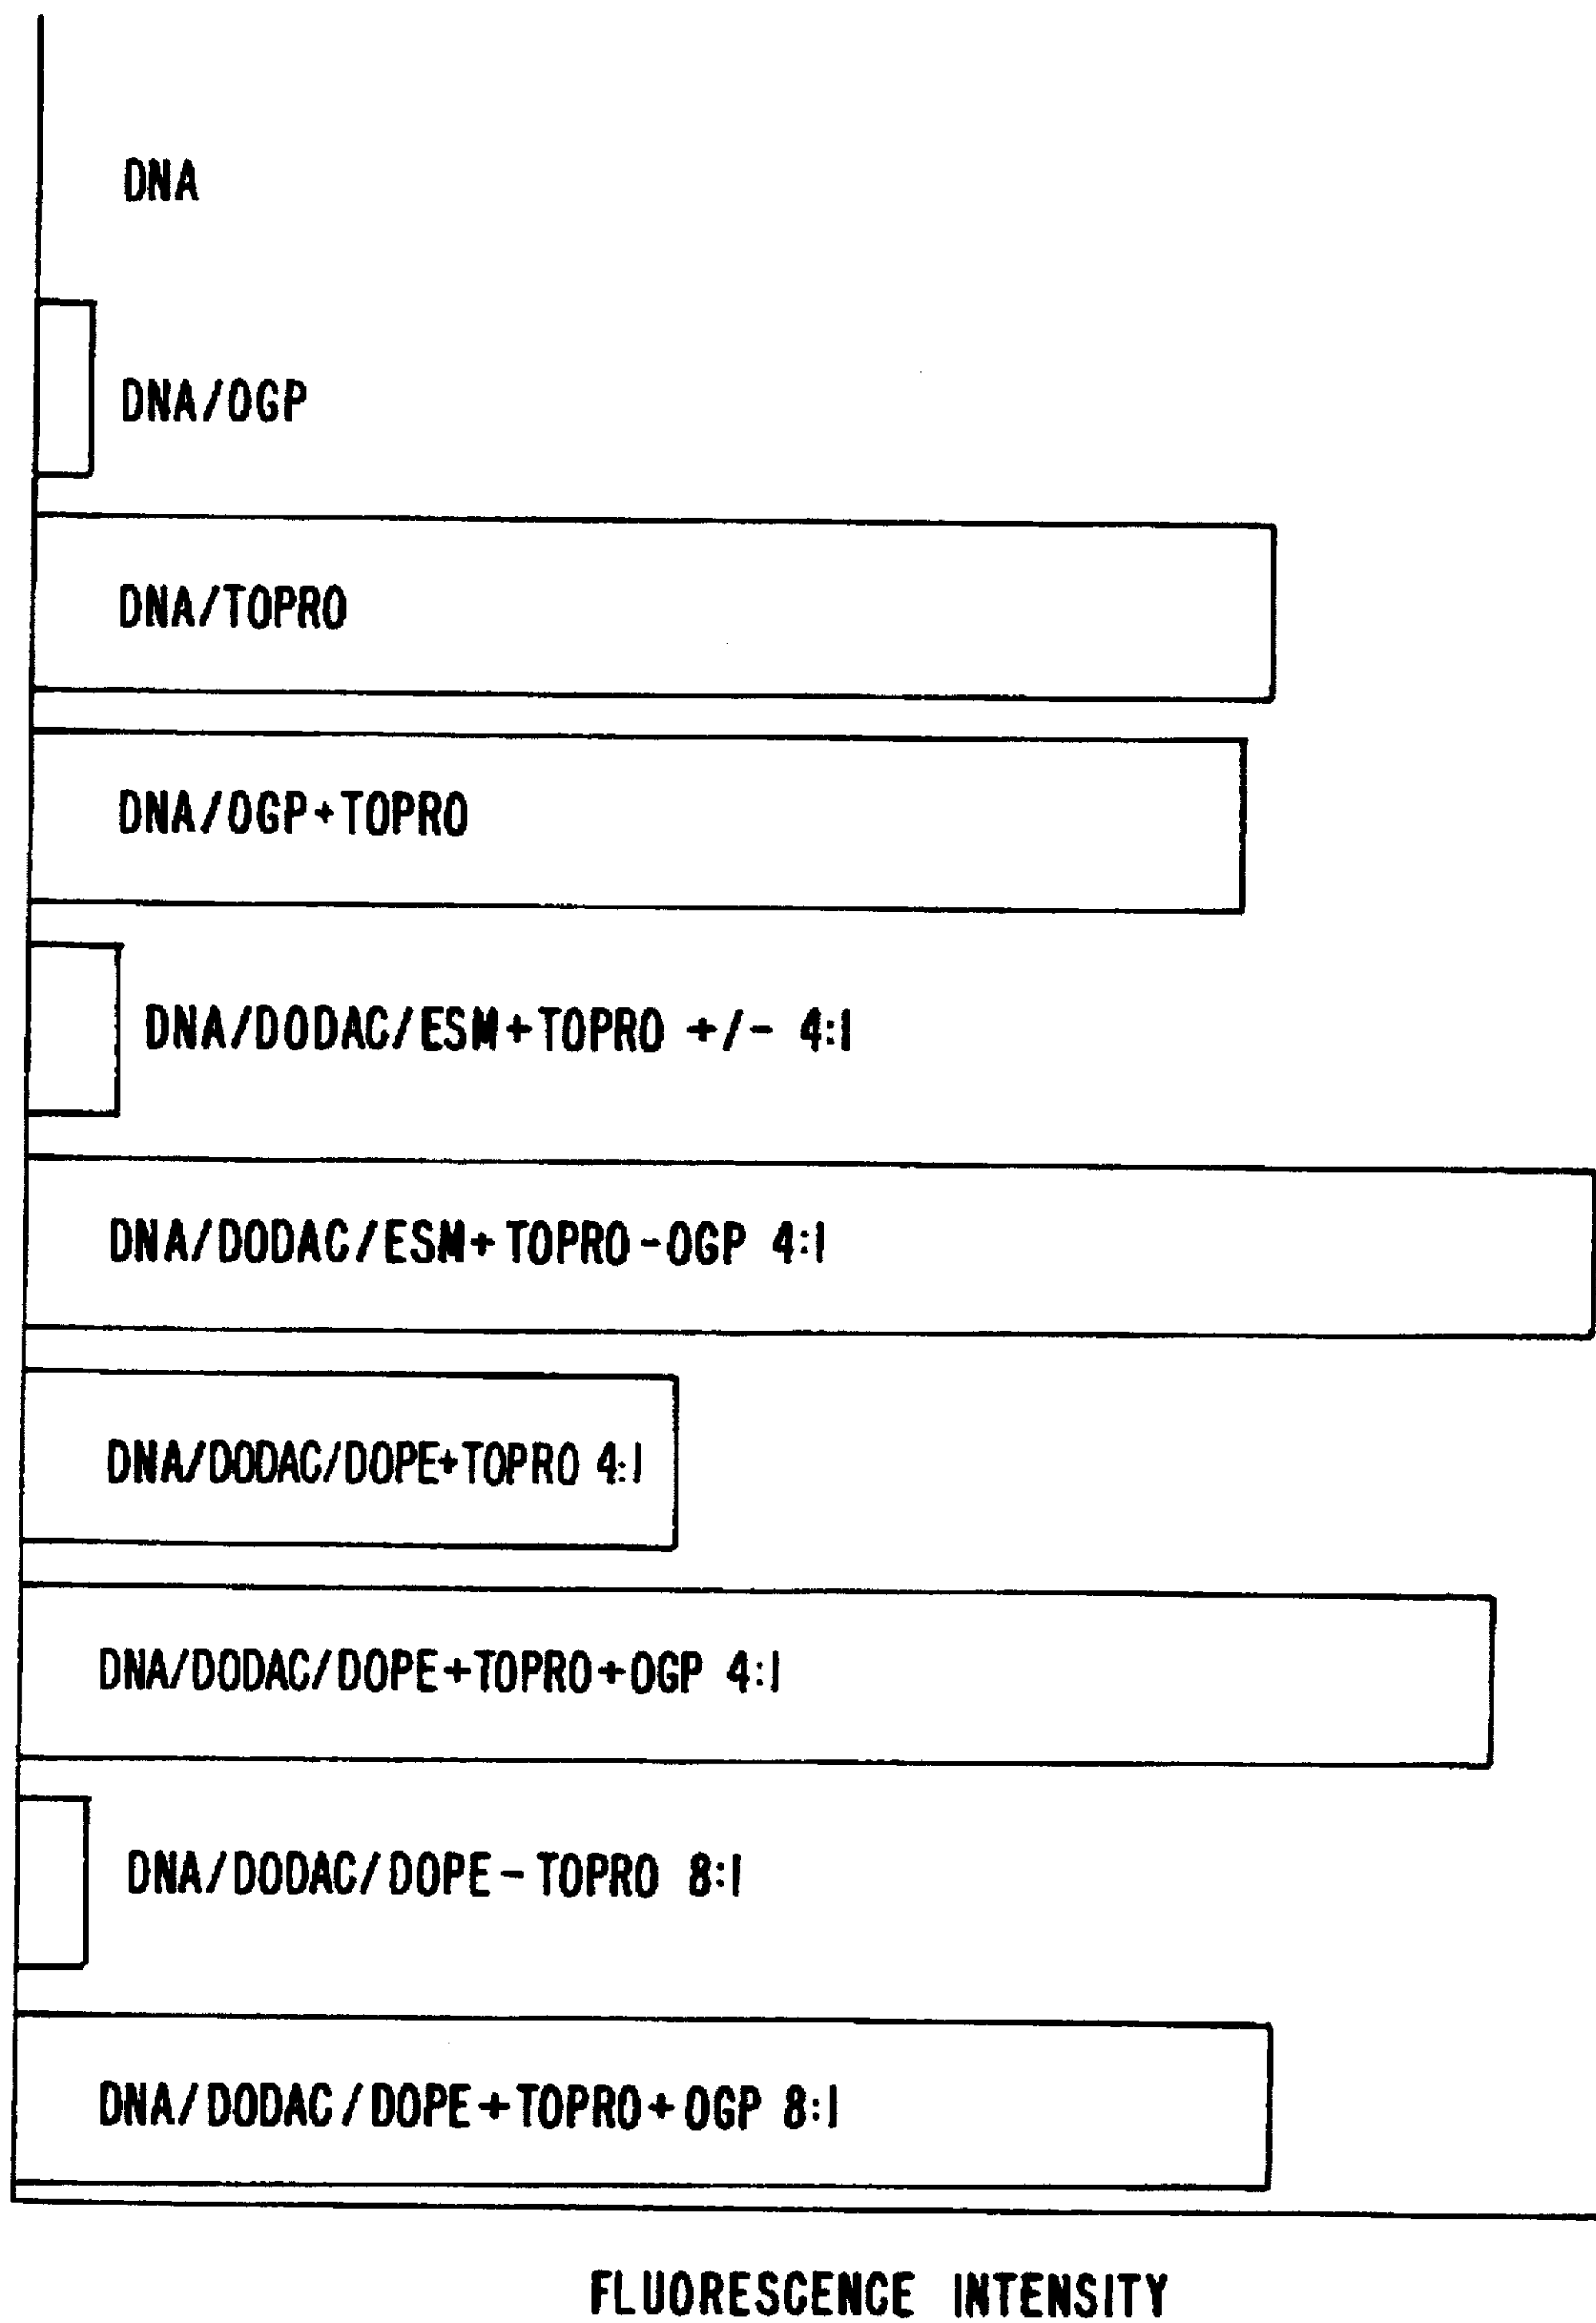 DNA
DNA/OGP
DNA/TOPRO
DNA/OGP+TOPRO
DNA/DODAC/ESM+TOPRO +/- 4:1
DNA/DODAC/ESM+TOPRO-OGP 4:1
DNA/DODAC/DOPE+TOPRO 4:1
DNA/DODAC/DOPE+TOPRO+OGP 4:1
DNA/DODAC/DOPE-TOPRO 8:1
DNA/DODAC/DOPE+TOPRO+OGP 8:1
FLUORESCENCE INTENSITY